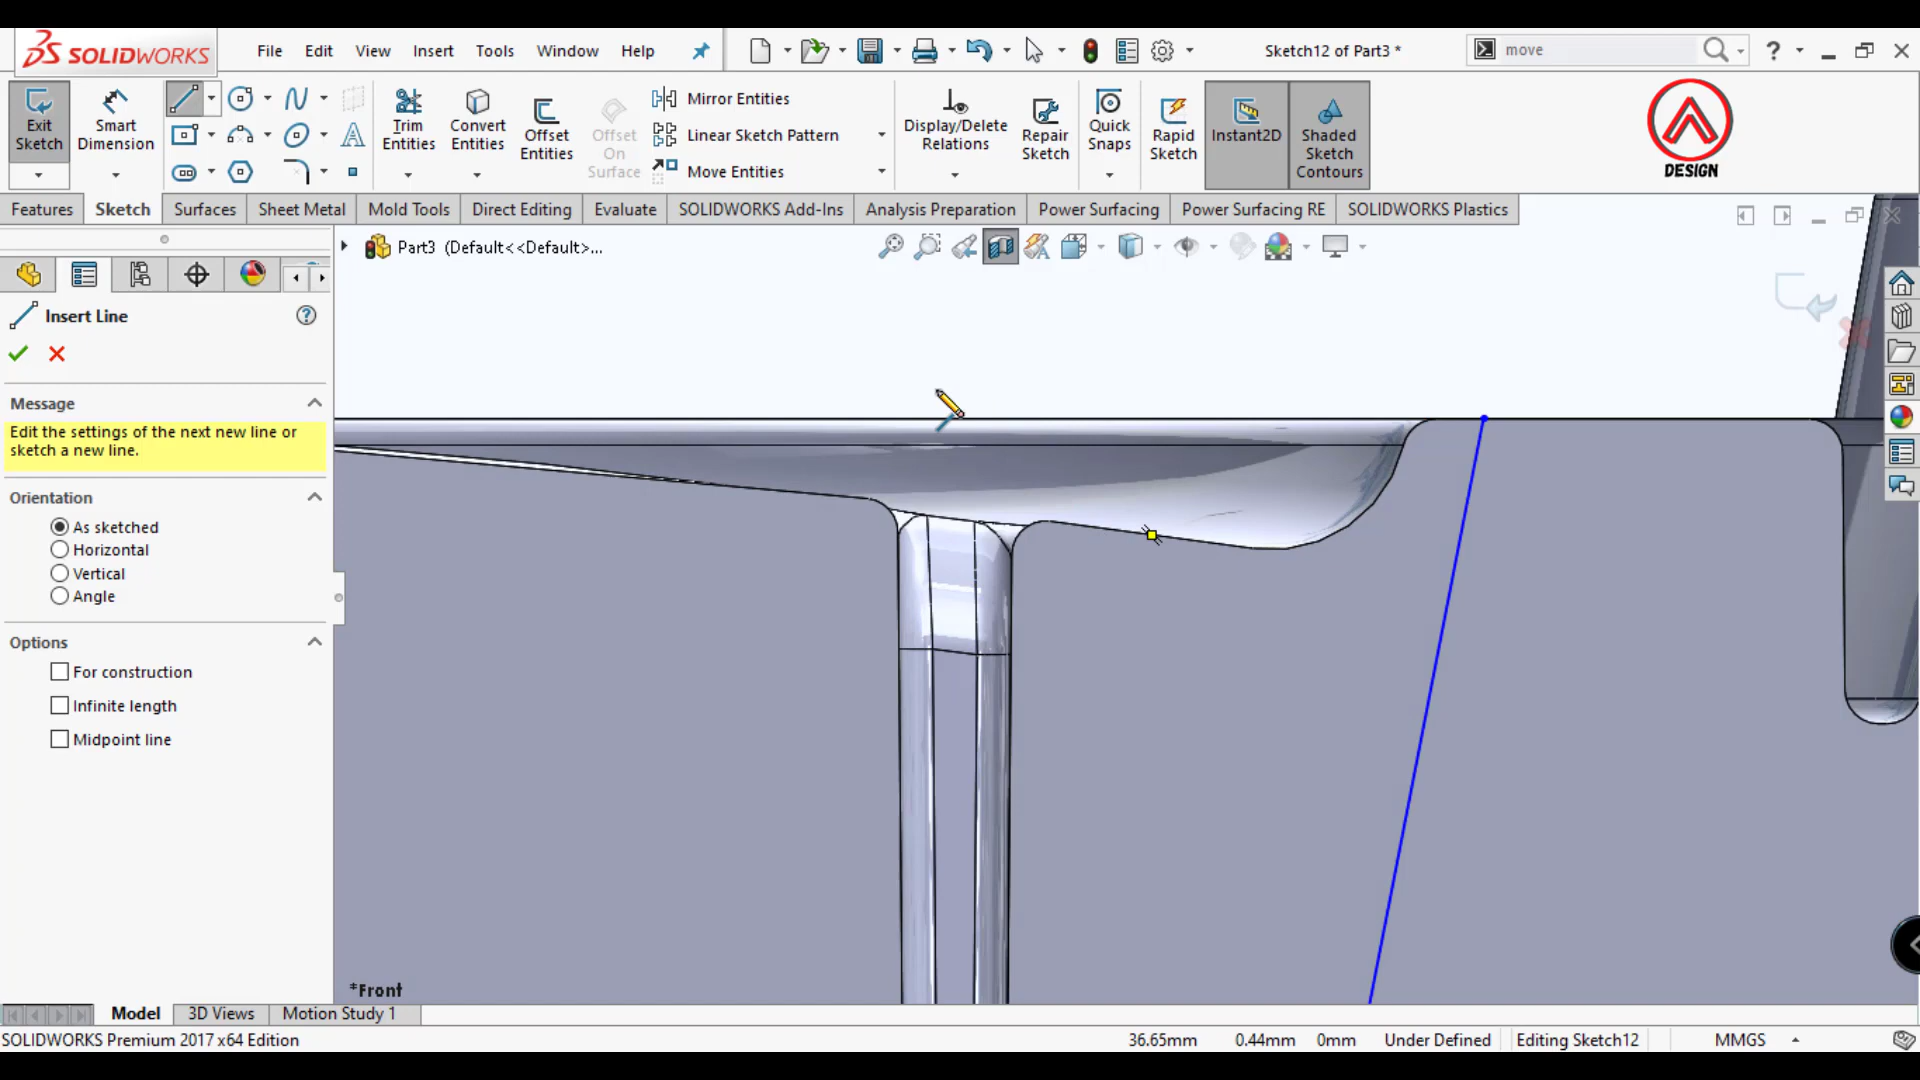 SOLIDWORKS
File Edit View Insert Tools Window Help
Sketch12 of Part3 *
move
Exit Sketch
Smart Dimension
Trim Entities
Convert Entities
Offset Entities
Offset On Surface
Mirror Entities
Linear Sketch Pattern
Move Entities
Display/Delete Relations
Repair Sketch
Quick Snaps
Rapid Sketch
Instant2D
Shaded Sketch Contours
DESIGN
Features Sketch Surfaces Sheet Metal Mold Tools Direct Editing Evaluate SOLIDWORKS Add-Ins Analysis Preparation Power Surfacing Power Surfacing RE SOLIDWORKS Plastics
Part3 (Default<<Default>...
Insert Line
Message
Edit the settings of the next new line or
sketch a new line.
Orientation
As sketched
Horizontal
Vertical
Angle
Options
For construction
Infinite length
Midpoint line
*Front
Model 3D Views Motion Study 1
SOLIDWORKS Premium 2017 x64 Edition
36.65mm 0.44mm 0mm Under Defined Editing Sketch12 MMGS